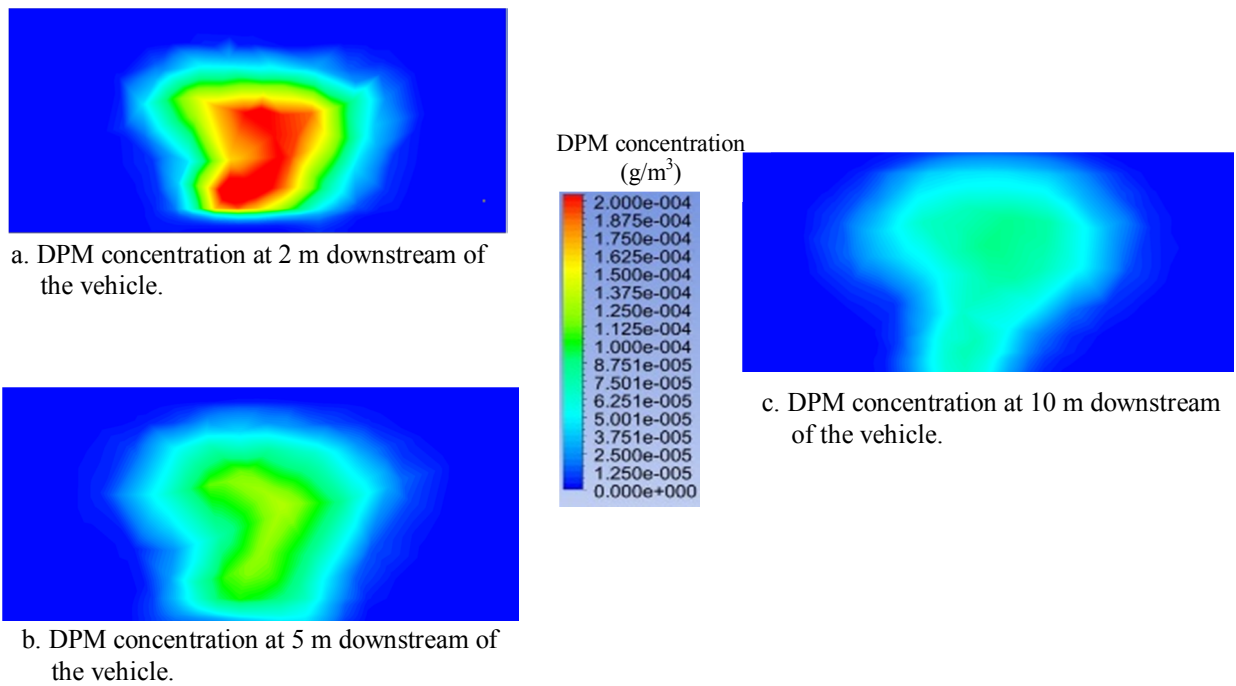 a. DPM concentration at 2 m downstream of
the vehicle.
DPM concentration
(g/m³)
2.000e-004
1.875e-004
1.750e-004
1.625e-004
1.500e-004
1.375e-004
1.250e-004
1.125e-004
1.000e-004
8.751e-005
7.501e-005
6.251e-005
5.001e-005
3.751e-005
2.500e-005
1.250e-005
0.000e+000
c. DPM concentration at 10 m downstream
of the vehicle.
b. DPM concentration at 5 m downstream of
the vehicle.